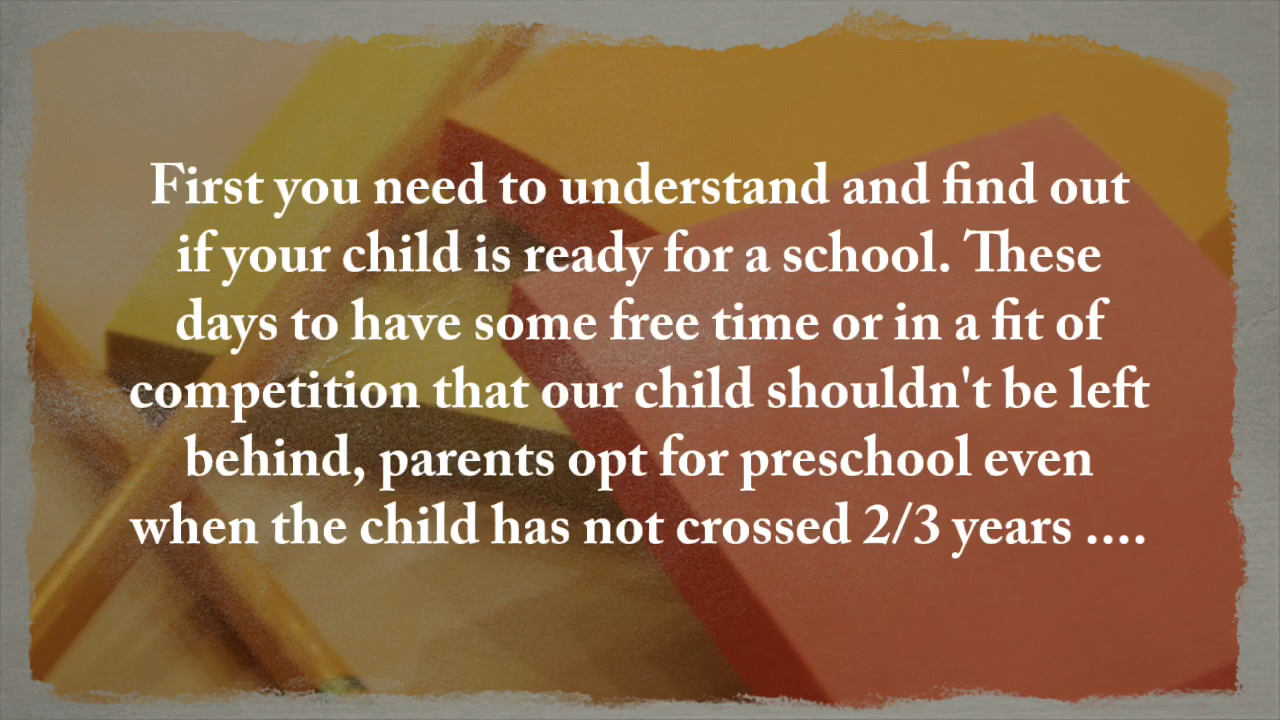 First you need to understand and find out
if your child is ready for a school. These
days to have some free time or in a fit of
competition that our child shouldn't be left
behind, parents opt for preschool even
when the child has not crossed 2/3 years ....